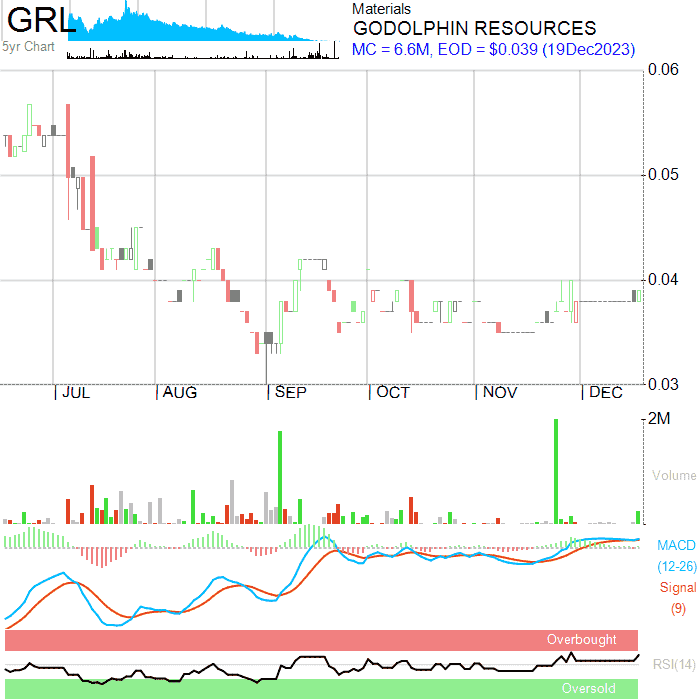 GRL
5yr Chart
Materials
GODOLPHIN RESOURCES
MC = 6.6M, EOD = $0.039 (19Dec2023)
0.06
0.05
0.04
0.03
JUL
AUG
SEP
OCT
NOV
DEC
2M
Volume
MACD
(12-26)
Signal
(9)
Overbought
RSI(14)
Oversold